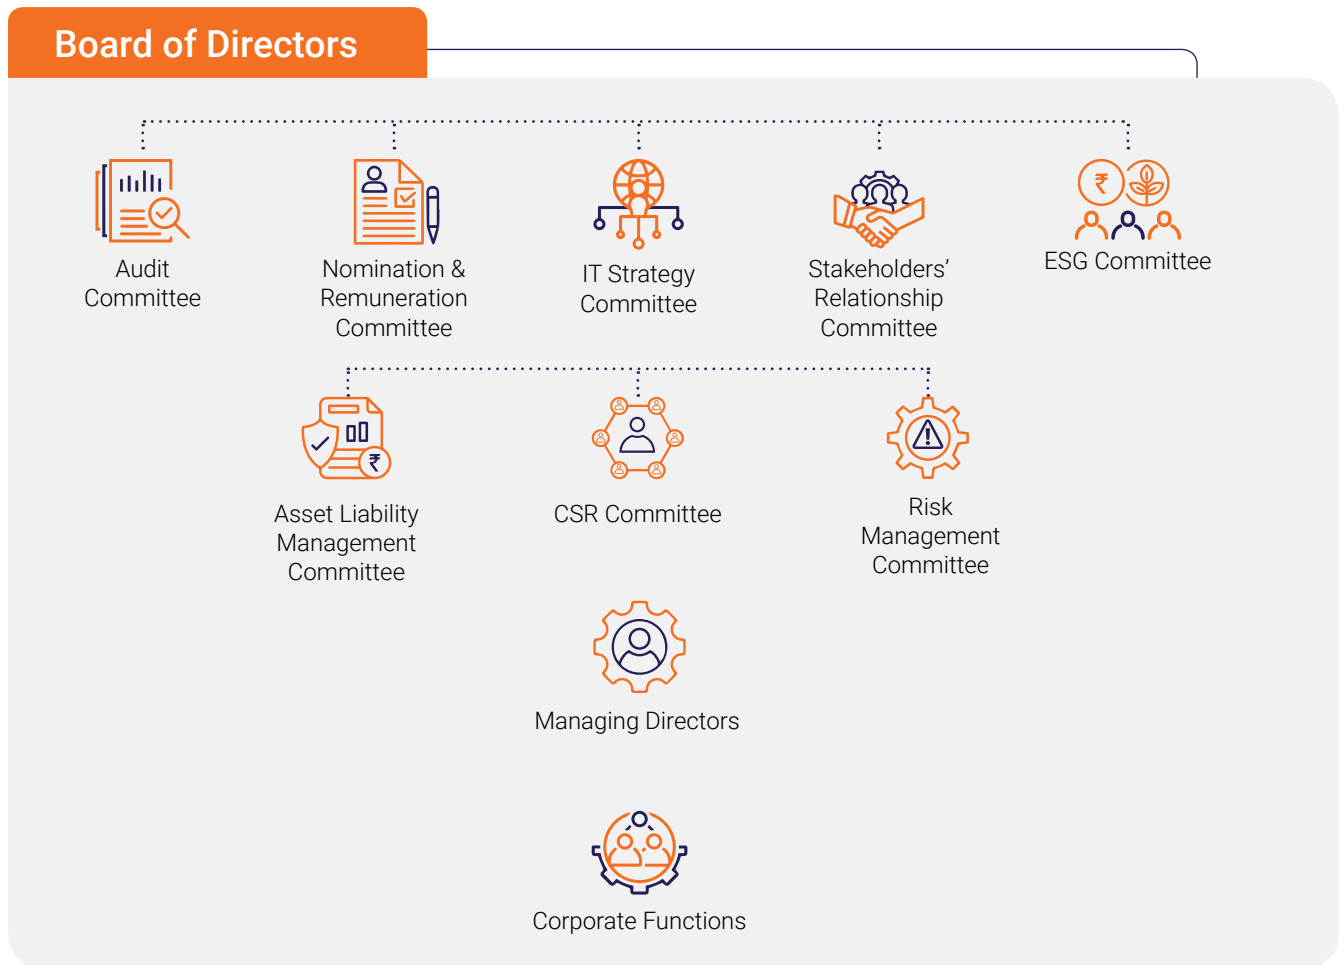 Board of Directors
Audit
Committee
Nomination &
Remuneration
Committee
IT Strategy
Committee
Stakeholders’
Relationship
Committee
ESG Committee
Asset Liability
Management
Committee
CSR Committee
Risk
Management
Committee
Managing Directors
Corporate Functions